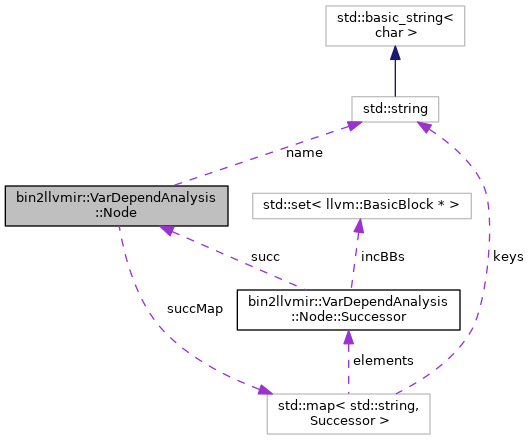 std::basic_string<
char >
std::string
name
bin2llvmir::VarDependAnalysis
::Node
std::set< llvm::BasicBlock * >
succ
incBBs
keys
succMap
bin2llvmir::VarDependAnalysis
::Node::Successor
elements
std::map< std::string,
Successor >